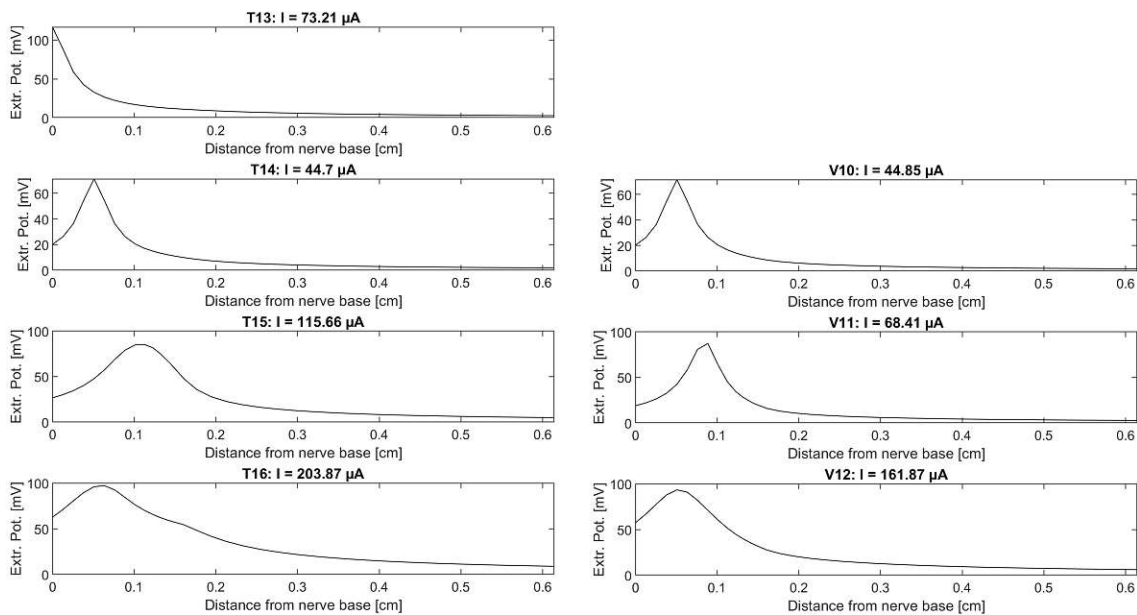 T13: I = 73.21 µA
Extr. Pot. [mV]
100
50
0
0 0.1 0.2 0.3 0.4 0.5 0.6
Distance from nerve base [cm]
T14: I = 44.7 µA
Extr. Pot. [mV]
60
40
20
0
0 0.1 0.2 0.3 0.4 0.5 0.6
Distance from nerve base [cm]
V10: I = 44.85 µA
Extr. Pot. [mV]
60
40
20
0
0 0.1 0.2 0.3 0.4 0.5 0.6
Distance from nerve base [cm]
T15: I = 115.66 µA
Extr. Pot. [mV]
100
50
0
0 0.1 0.2 0.3 0.4 0.5 0.6
Distance from nerve base [cm]
V11: I = 68.41 µA
Extr. Pot. [mV]
100
50
0
0 0.1 0.2 0.3 0.4 0.5 0.6
Distance from nerve base [cm]
T16: I = 203.87 µA
Extr. Pot. [mV]
100
50
0
0 0.1 0.2 0.3 0.4 0.5 0.6
Distance from nerve base [cm]
V12: I = 161.87 µA
Extr. Pot. [mV]
100
50
0
0 0.1 0.2 0.3 0.4 0.5 0.6
Distance from nerve base [cm]